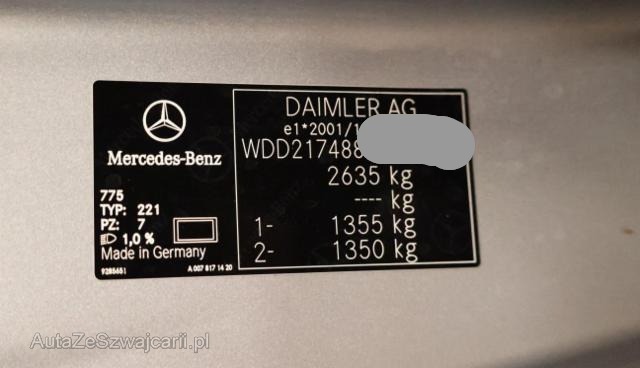 Mercedes-Benz
775
TYP: 221
PZ: 7
1,0 %
Made in Germany
9285651
A 007 817 14 20
DAIMLER AG
e1*2001/1
WDD217488
2635 kg
---- kg
1- 1355 kg
2- 1350 kg
AutaZeSzwajcarii.pl